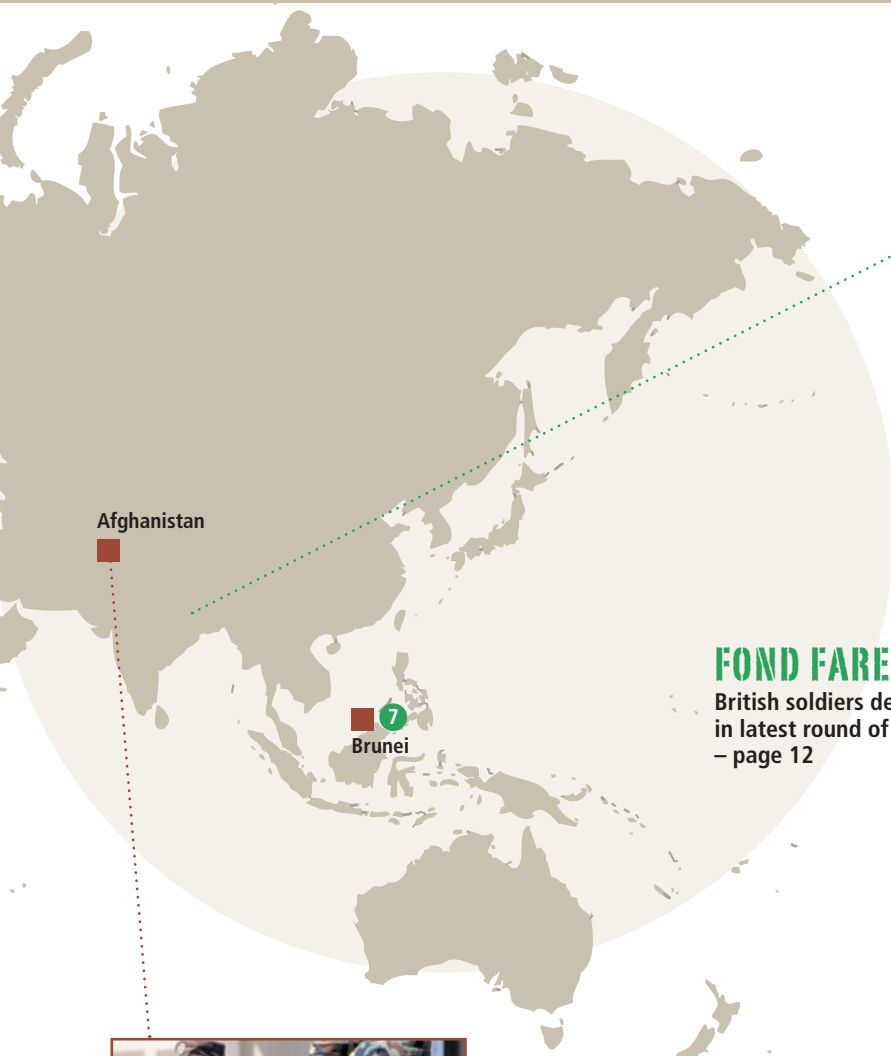 Afghanistan
7
Brunei
FOND FARE
British soldiers de
in latest round of
– page 12